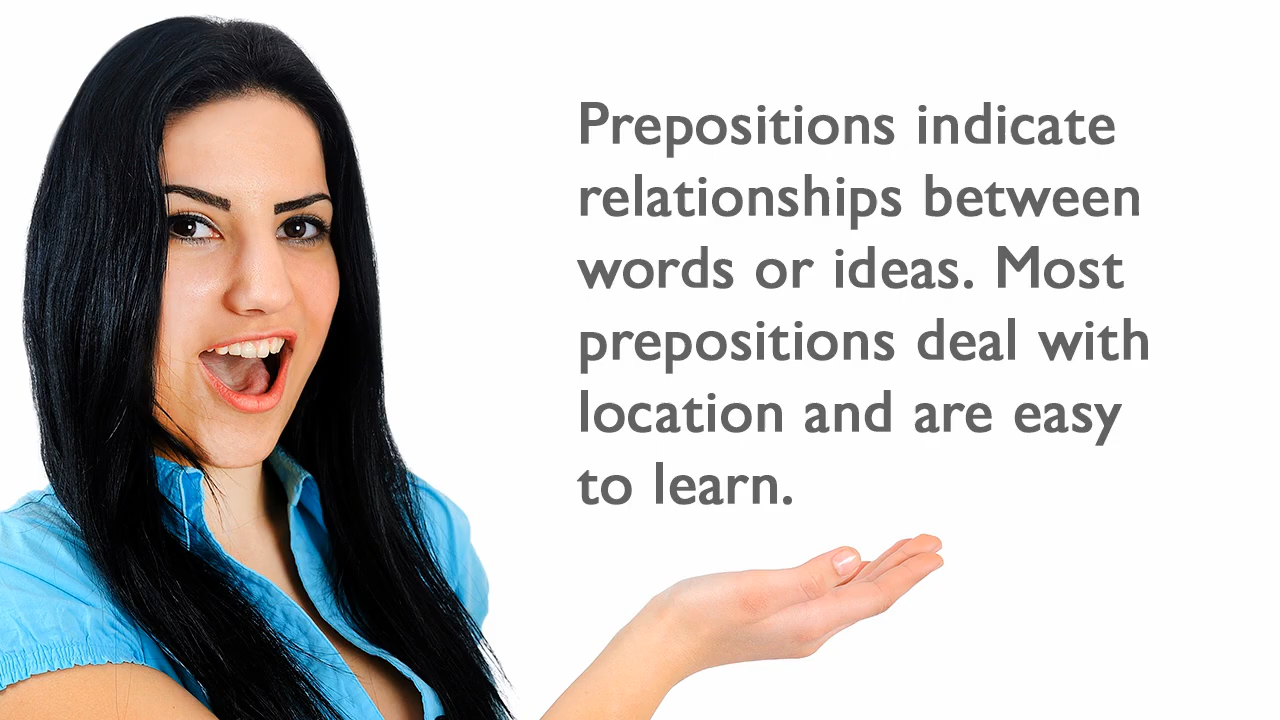 Prepositions indicate
relationships between
words or ideas. Most
prepositions deal with
location and are easy
to learn.